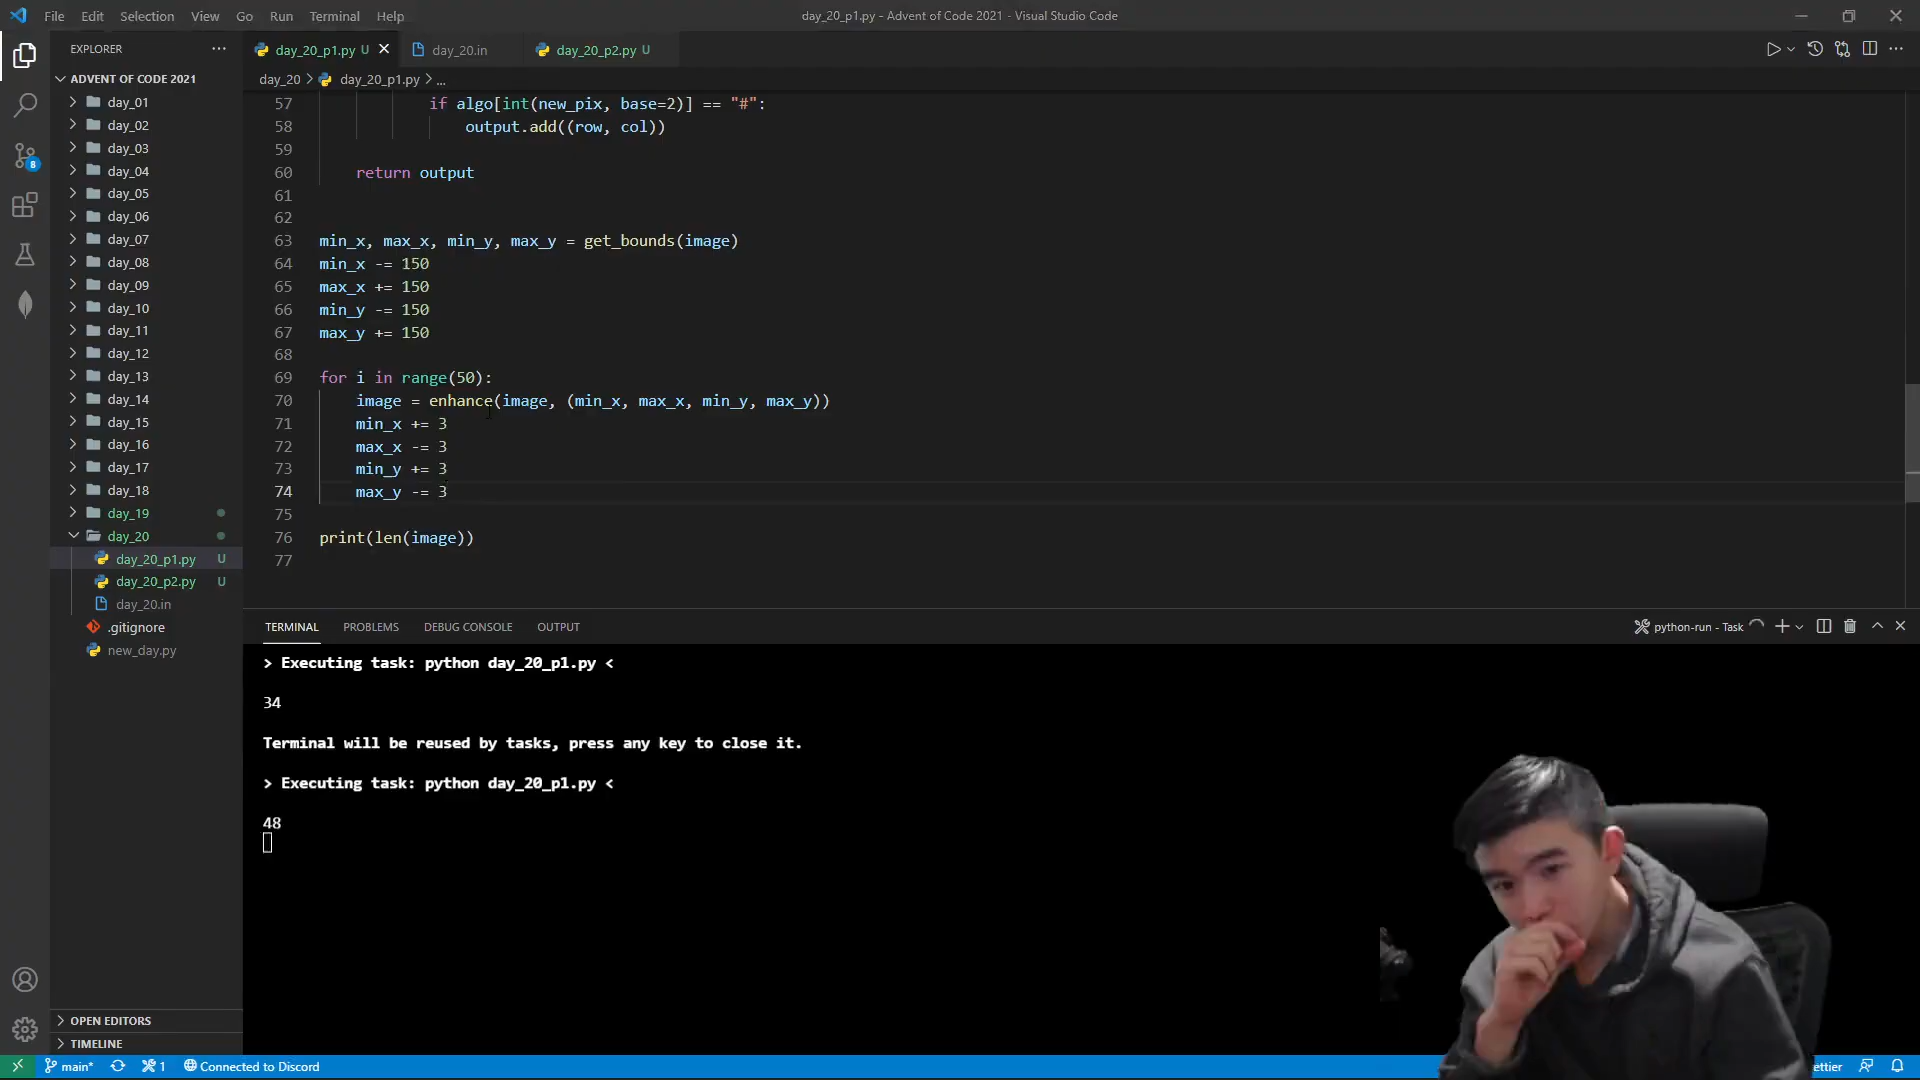 File Edit Selection View Go Run Terminal Help
day_20_p1.py - Advent of Code 2021 - Visual Studio Code
EXPLORER
day_20_p1.py U
day_20.in
day_20_p2.py U
ADVENT OF CODE 2021
day_20 > day_20_p1.py > ...
day_01
day_02
day_03
day_04
day_05
day_06
day_07
day_08
day_09
day_10
day_11
day_12
day_13
day_14
day_15
day_16
day_17
day_18
day_19
day_20
day_20_p1.py U
day_20_p2.py U
day_20.in
.gitignore
new_day.py
OPEN EDITORS
TIMELINE
8
57 if algo[int(new_pix, base=2)] == "#":
58 output.add((row, col))
59
60 return output
61
62
63 min_x, max_x, min_y, max_y = get_bounds(image)
64 min_x -= 150
65 max_x += 150
66 min_y -= 150
67 max_y += 150
68
69 for i in range(50):
70 image = enhance(image, (min_x, max_x, min_y, max_y))
71 min_x += 3
72 max_x -= 3
73 min_y += 3
74 max_y -= 3
75
76 print(len(image))
77
TERMINAL PROBLEMS DEBUG CONSOLE OUTPUT
python-run - Task
> Executing task: python day_20_p1.py <
34
Terminal will be reused by tasks, press any key to close it.
> Executing task: python day_20_p1.py <
48
main* 1 Connected to Discord
ettier